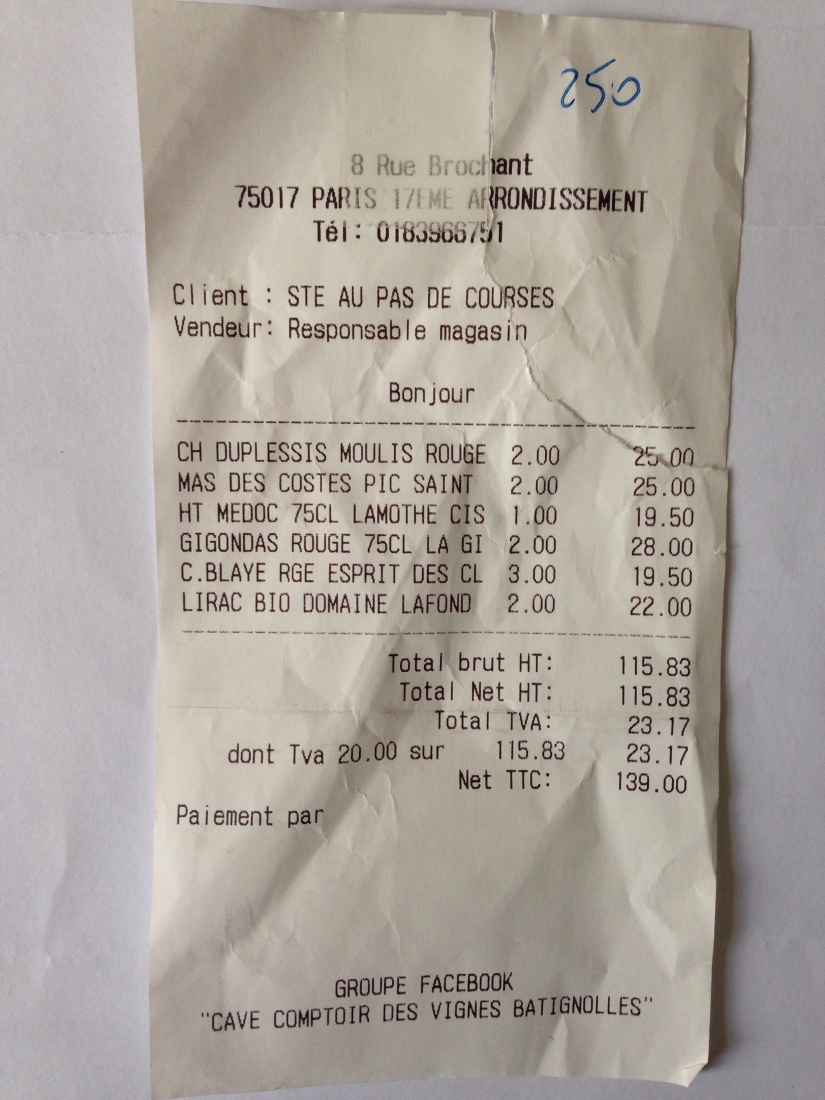 250
8 Rue Brochant
75017 PARIS 17EME ARRONDISSEMENT
Tél: 0183966751
Client : STE AU PAS DE COURSES
Vendeur: Responsable magasin
Bonjour
CH DUPLESSIS MOULIS ROUGE 2.00 25.00
MAS DES COSTES PIC SAINT 2.00 25.00
HT MEDOC 75CL LAMOTHE CIS 1.00 19.50
GIGONDAS ROUGE 75CL LA GI 2.00 28.00
C.BLAYE RGE ESPRIT DES CL 3.00 19.50
LIRAC BIO DOMAINE LAFOND 2.00 22.00
Total brut HT: 115.83
Total Net HT: 115.83
Total TVA: 23.17
dont Tva 20.00 sur 115.83 23.17
Net TTC: 139.00
Paiement par
GROUPE FACEBOOK
"CAVE COMPTOIR DES VIGNES BATIGNOLLES"